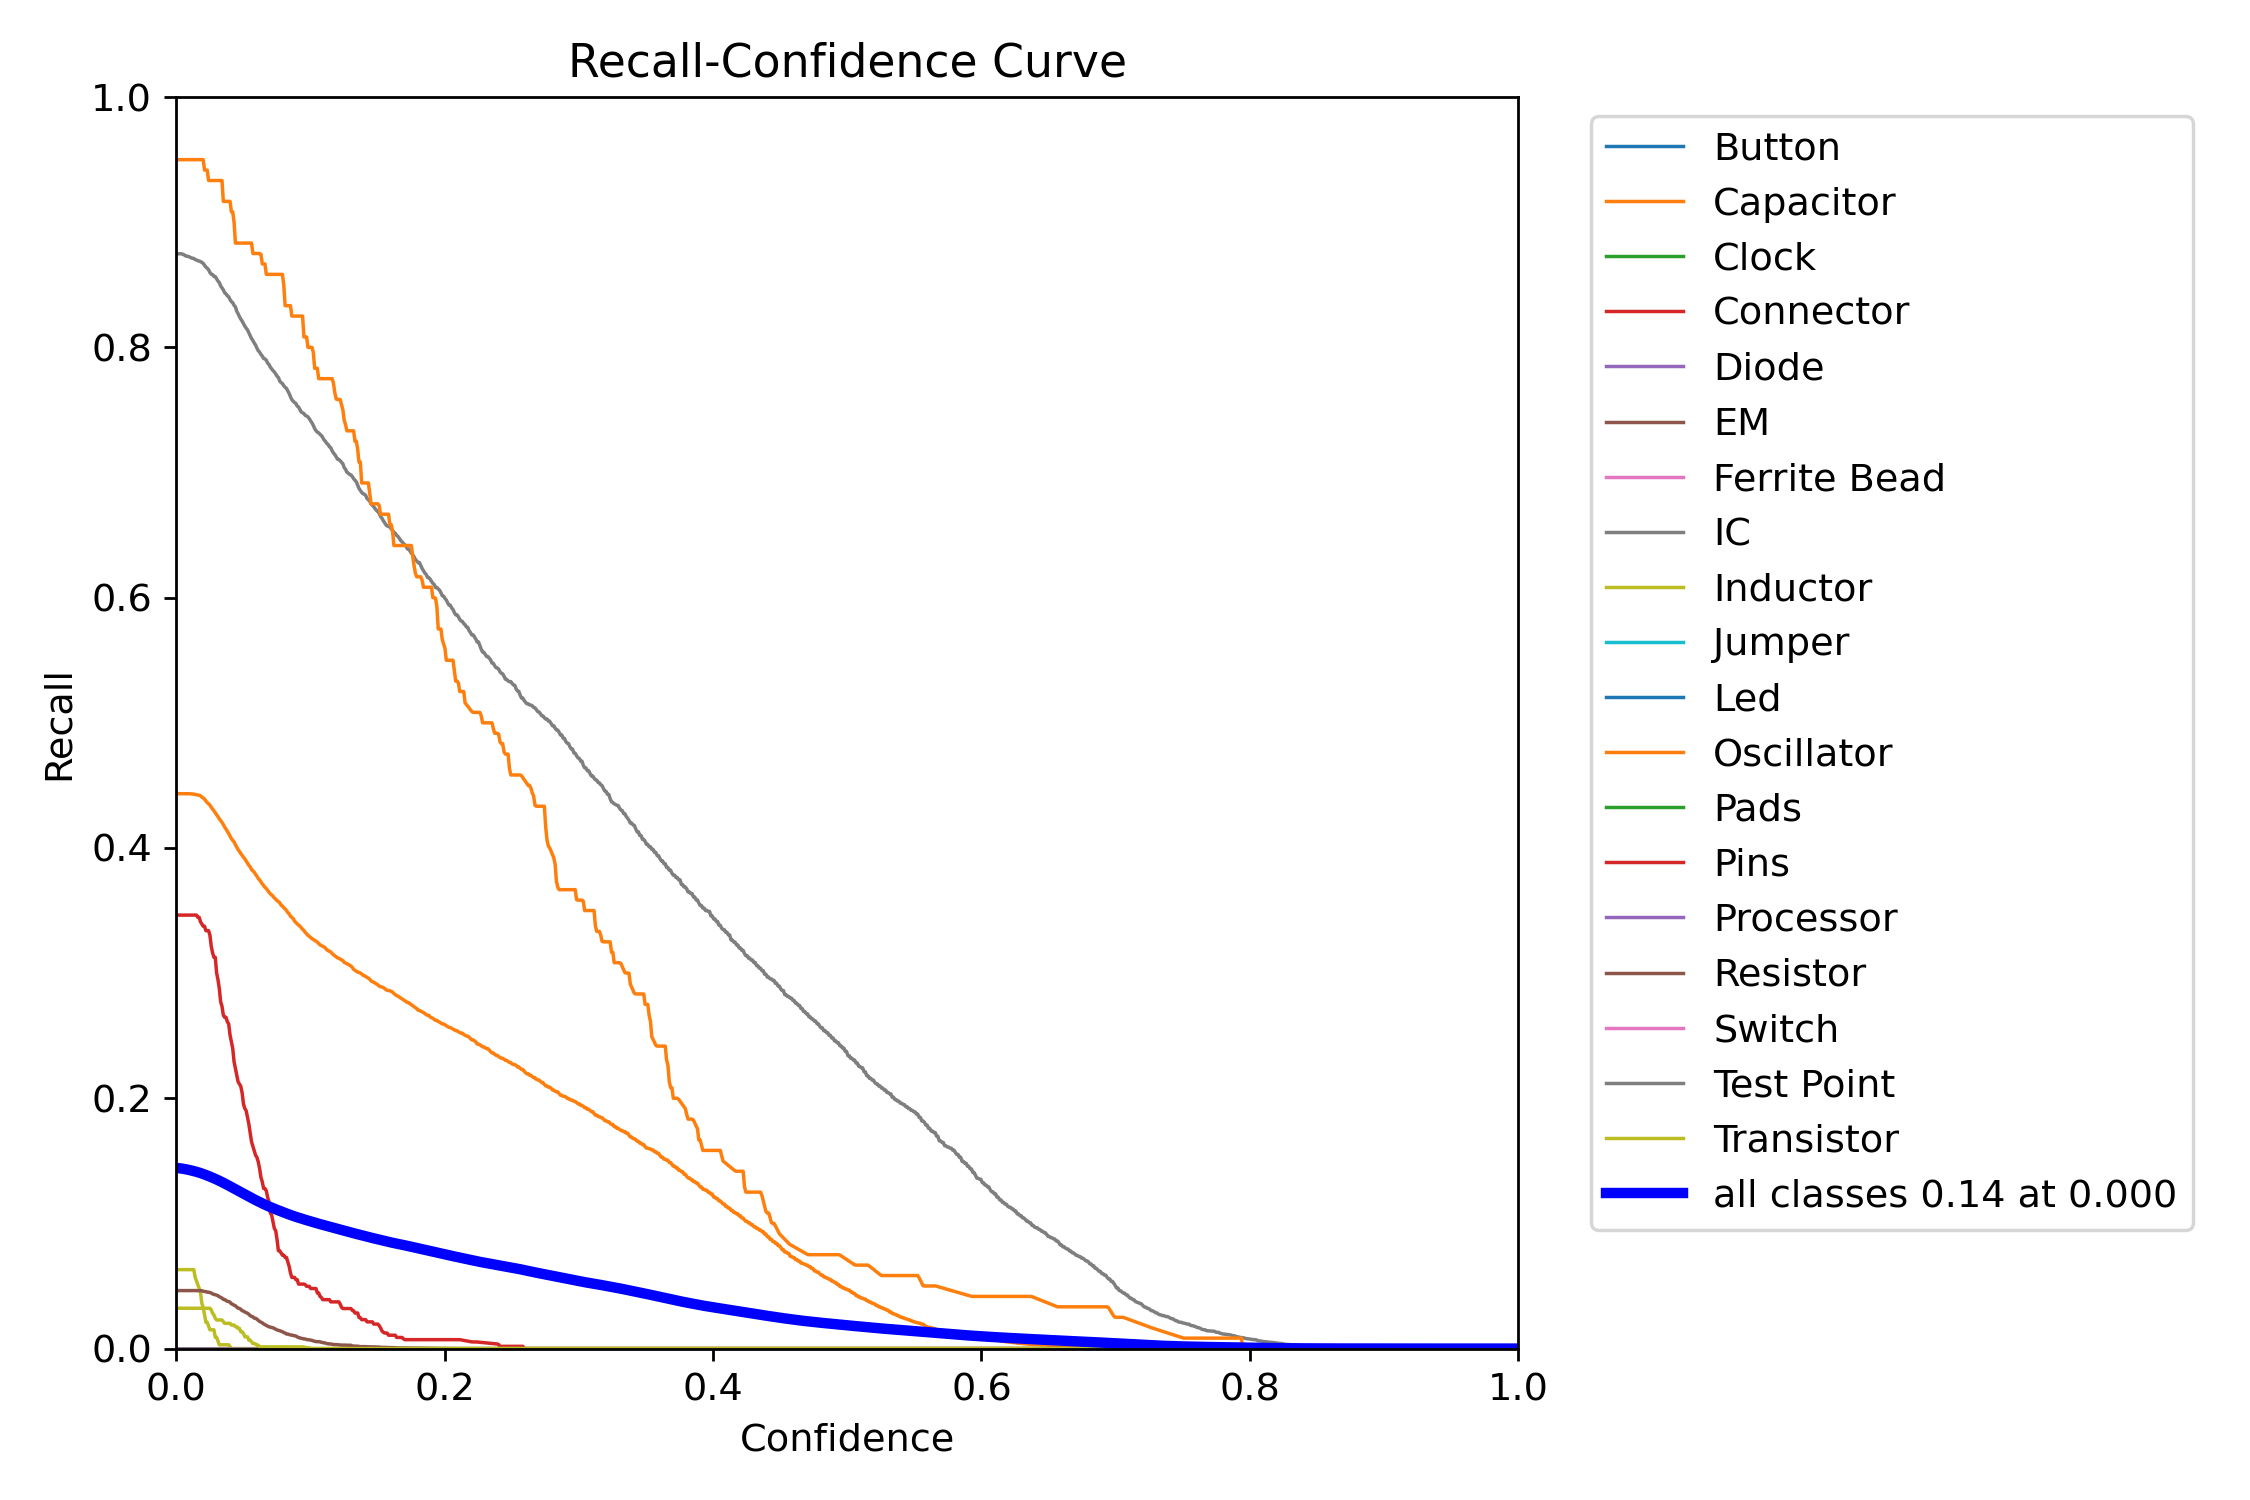 Recall-Confidence Curve
1.0
0.8
0.6
0.4
0.2
0.0
Recall
0.0 0.2 0.4 0.6 0.8 1.0
Confidence
Button
Capacitor
Clock
Connector
Diode
EM
Ferrite Bead
IC
Inductor
Jumper
Led
Oscillator
Pads
Pins
Processor
Resistor
Switch
Test Point
Transistor
all classes 0.14 at 0.000